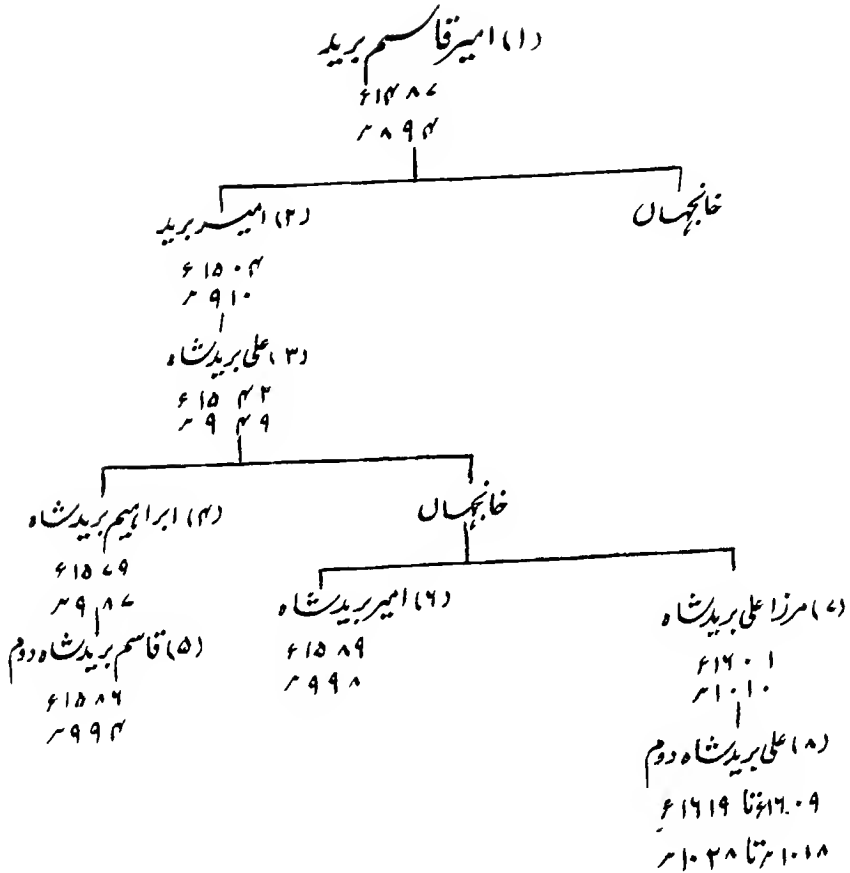 (۱) امیر قاسم برید
۱۴۸۷ء
۸۹۴ھ
خانجہاں
(۲) امیر برید
۱۵۰۴ء
۹۱۰ھ
(۳) علی برید شاہ
۱۵۴۲ء
۹۴۹ھ
خانجہاں
(۴) ابراہیم برید شاہ
۱۵۷۹ء
۹۸۷ھ
(۷) مرزا علی برید شاہ
۱۶۰۱ء
۱۰۱۰ھ
(۶) امیر برید شاہ
۱۵۸۹ء
۹۹۸ھ
(۵) قاسم برید شاہ دوم
۱۵۸۶ء
۹۹۴ھ
(۸) علی برید شاہ دوم
۱۶۰۹ء تا ۱۶۱۹ء
۱۰۱۸ھ تا ۱۰۲۸ھ